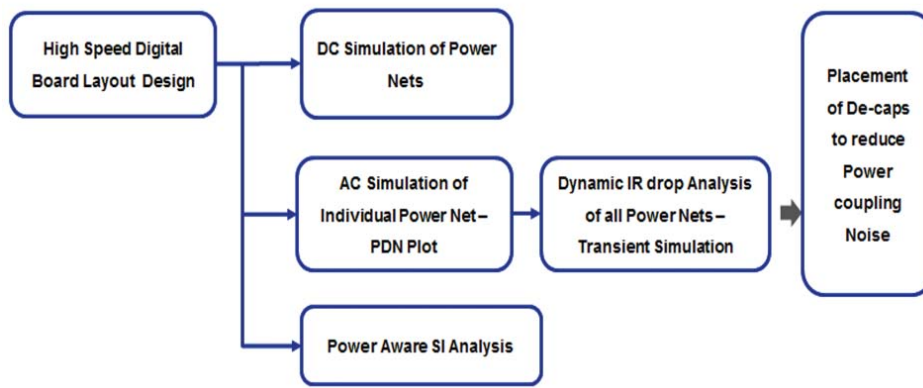 High Speed Digital
Board Layout Design
DC Simulation of Power
Nets
AC Simulation of
Individual Power Net –
PDN Plot
Dynamic IR drop Analysis
of all Power Nets –
Transient Simulation
Placement
of De-caps
to reduce
Power
coupling
Noise
Power Aware SI Analysis